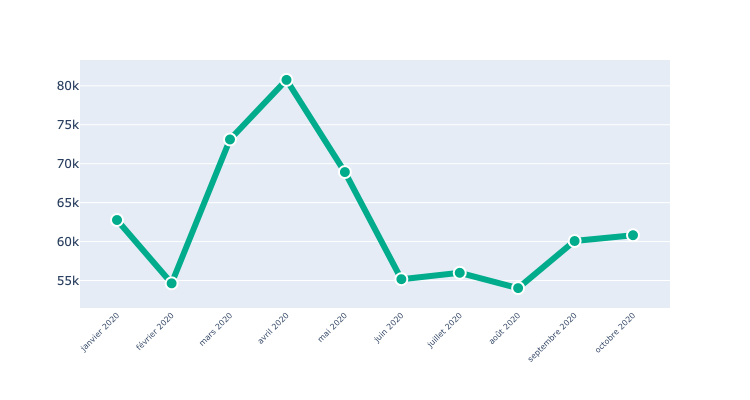 80k
75k
70k
65k
60k
55k
janvier 2020
février 2020
mars 2020
avril 2020
mai 2020
juin 2020
juillet 2020
août 2020
septembre 2020
octobre 2020